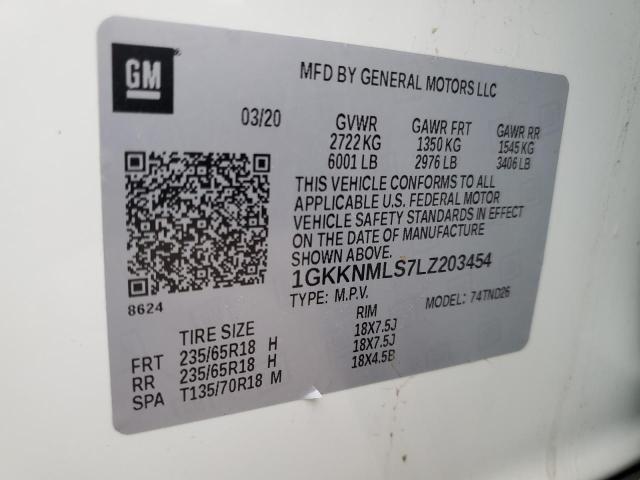 GM
MFD BY GENERAL MOTORS LLC
03/20 GVWR GAWR FRT GAWR RR
2722 KG 1350 KG 1545 KG
6001 LB 2976 LB 3406 LB
THIS VEHICLE CONFORMS TO ALL
APPLICABLE U.S. FEDERAL MOTOR
VEHICLE SAFETY STANDARDS IN EFFECT
ON THE DATE OF MANUFACTURE
SHOWN ABOVE.
1GKKNMLS7LZ203454
TYPE: M.P.V. MODEL: 74TND26
8624
TIRE SIZE RIM
FRT 235/65R18 H 18X7.5J
RR 235/65R18 H 18X7.5J
SPA T135/70R18 M 18X4.5B